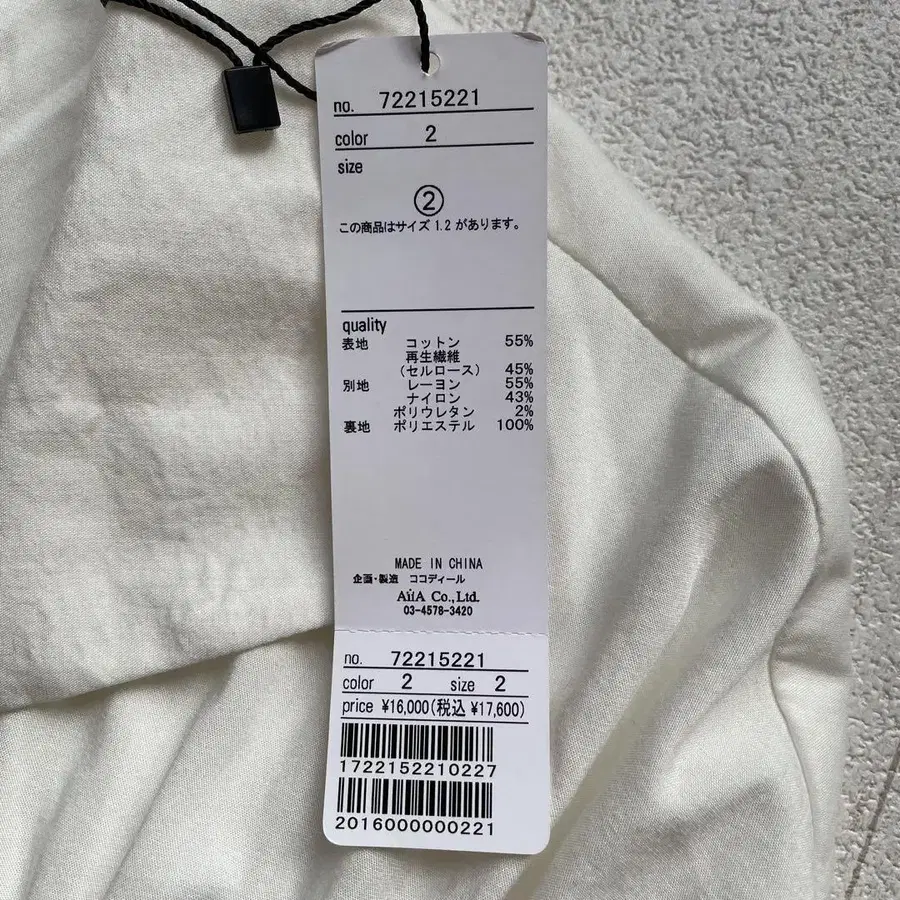 no. 72215221
color 2
size
②
この商品はサイズ 1.2 があります。
quality
表地 コットン 55%
再生繊維
(セルロース) 45%
別地 レーヨン 55%
ナイロン 43%
ポリウレタン 2%
裏地 ポリエステル 100%
MADE IN CHINA
企画・製造 ココディール
AïiA Co.,Ltd.
03-4578-3420
no. 72215221
color 2 size 2
price ¥16,000(税込 ¥17,600)
1722152210227
2016000000221